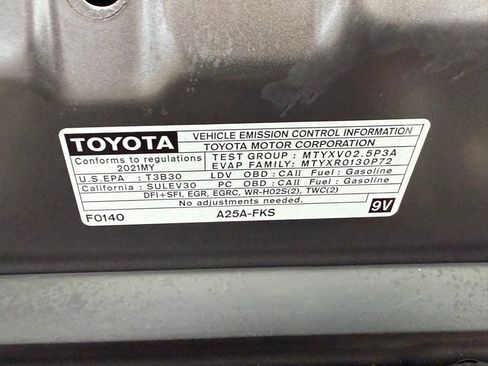 TOYOTA VEHICLE EMISSION CONTROL INFORMATION
TOYOTA MOTOR CORPORATION
Conforms to regulations TEST GROUP : MTYXV02.5P3A
2021MY EVAP FAMILY: MTYXR0130P72
U.S.EPA : T3B30 LDV OBD : CAII Fuel : Gasoline
California : SULEV30 PC OBD : CAII Fuel : Gasoline
DFI+SFI, EGR, EGRC, WR-HO2S(2), TWC(2)
No adjustments needed.
F0140 A25A-FKS 9V